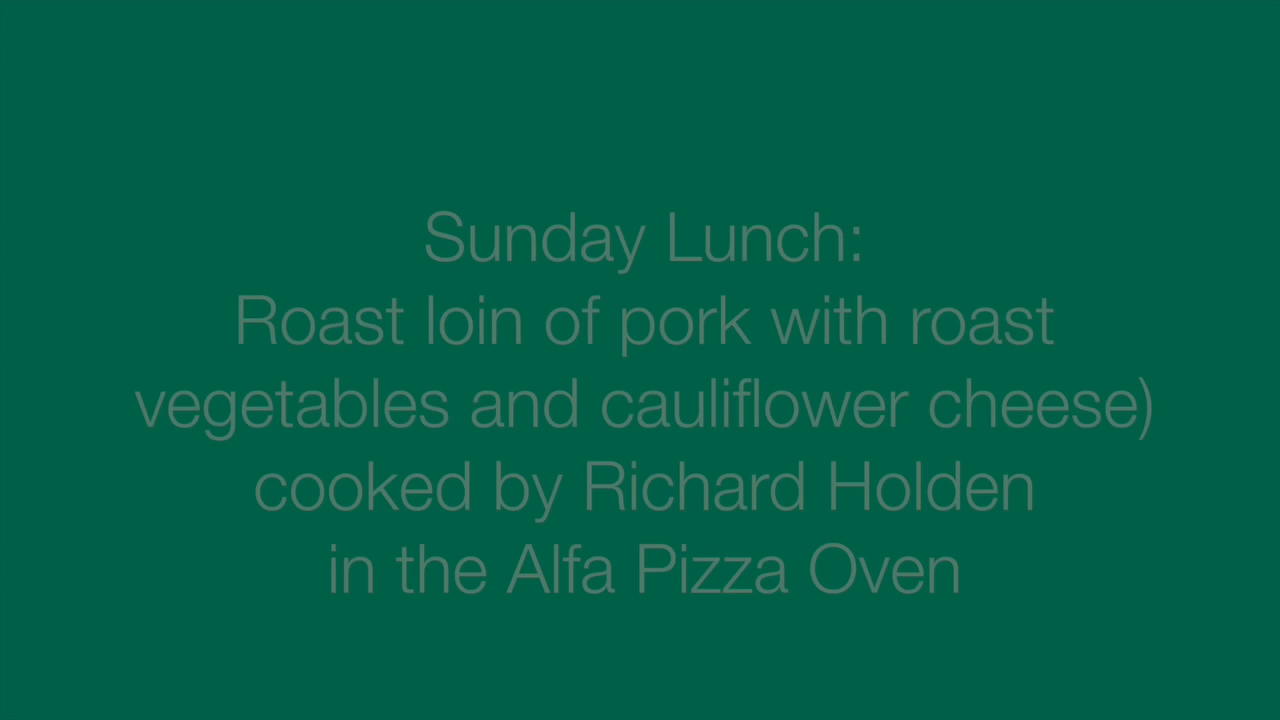 Sunday Lunch:
Roast loin of pork with roast
vegetables and cauliflower cheese)
cooked by Richard Holden
in the Alfa Pizza Oven